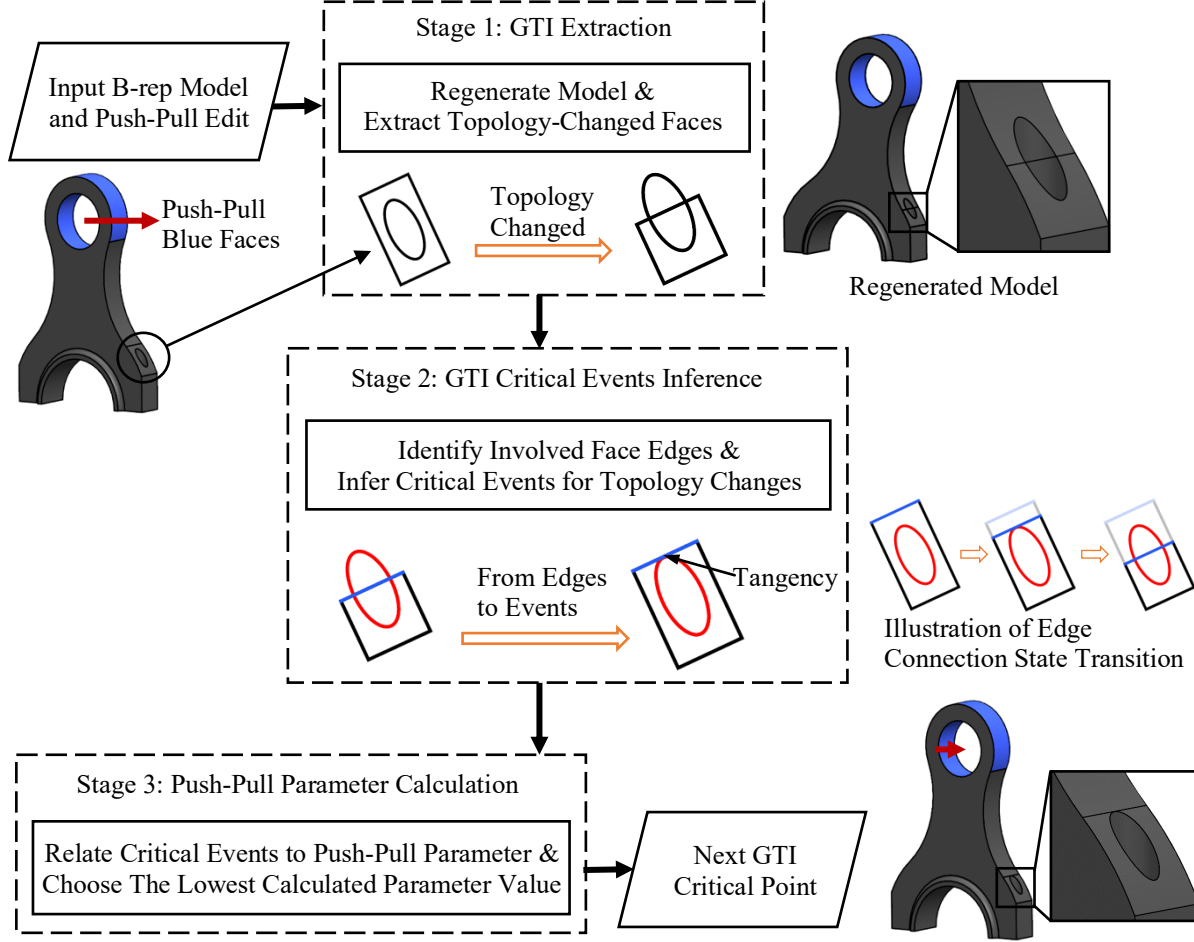 Stage 1: GTI Extraction
Input B-rep Model
and Push-Pull Edit
Regenerate Model &
Extract Topology-Changed Faces
Push-Pull
Blue Faces
Topology
Changed
Regenerated Model
Stage 2: GTI Critical Events Inference
Identify Involved Face Edges &
Infer Critical Events for Topology Changes
From Edges
to Events
Tangency
Illustration of Edge
Connection State Transition
Stage 3: Push-Pull Parameter Calculation
Relate Critical Events to Push-Pull Parameter &
Choose The Lowest Calculated Parameter Value
Next GTI
Critical Point